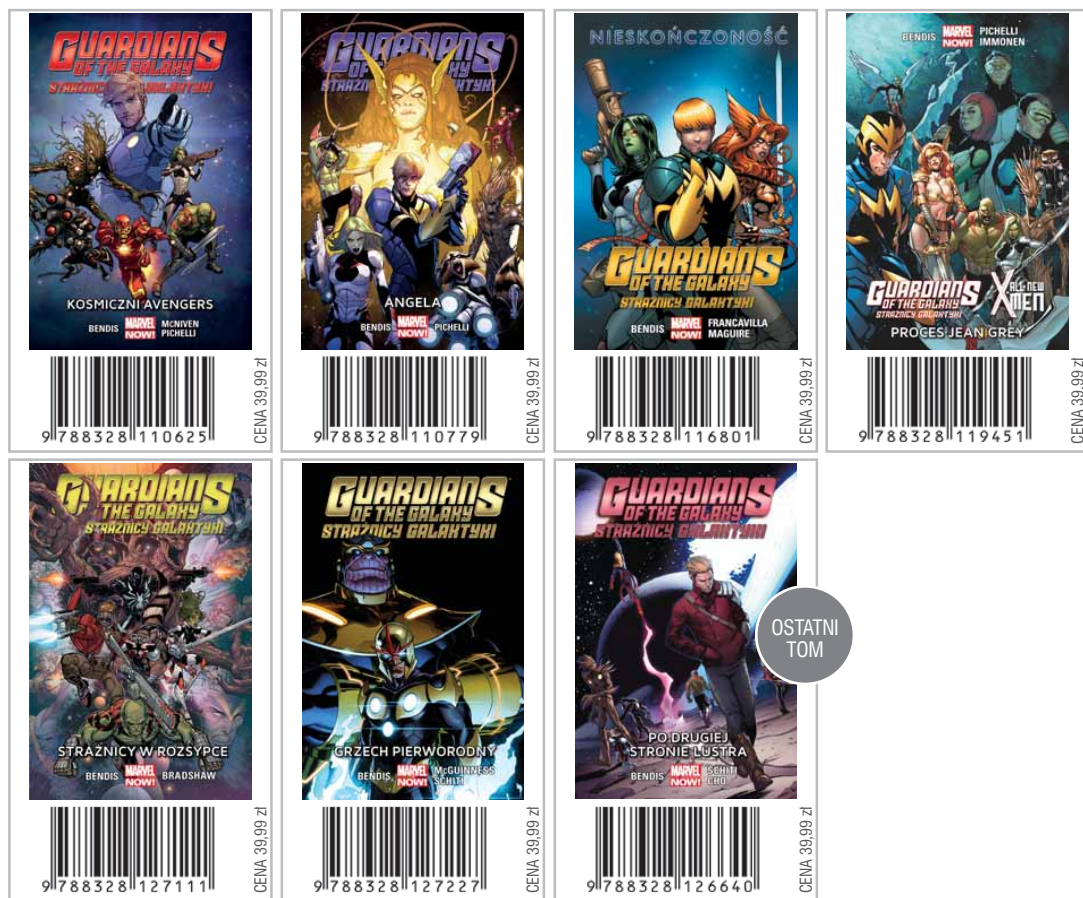 GUARDIANS
OF THE GALAXY
STRAŻNICY GALAKTYKI
KOSMICZNI AVENGERS
BENDIS MARVEL NOW! McNIVEN PICHELLI
9 788328 110625
CENA 39,99 zł
GUARDIANS
OF THE GALAXY
STRAŻNICY GALAKTYKI
ANGELA
BENDIS MARVEL NOW! PICHELLI
9 788328 110779
CENA 39,99 zł
NIESKOŃCZONOŚĆ
GUARDIANS
OF THE GALAXY
STRAŻNICY GALAKTYKI
BENDIS MARVEL NOW! FRANCAVILLA MAGUIRE
9 788328 116801
CENA 39,99 zł
BENDIS MARVEL NOW! PICHELLI IMMONEN
GUARDIANS
OF THE GALAXY
STRAŻNICY GALAKTYKI
ALL-NEW
X-MEN
PROCES JEAN GREY
9 788328 119451
CENA 39,99 zł
GUARDIANS
THE GALAXY
STRAŻNICY GALAKTYKI
STRAŻNICY W ROZSYPCE
BENDIS MARVEL NOW! BRADSHAW
9 788328 127111
CENA 39,99 zł
GUARDIANS
OF THE GALAXY
STRAŻNICY GALAKTYKI
GRZECH PIERWORODNY
BENDIS MARVEL NOW! McGUINNESS SCHITI
9 788328 127227
CENA 39,99 zł
GUARDIANS
OF THE GALAXY
STRAŻNICY GALAKTYKI
OSTATNI
TOM
PO DRUGIEJ
STRONIE LUSTRA
BENDIS MARVEL NOW! SCHITI CHO
9 788328 126640
CENA 39,99 zł